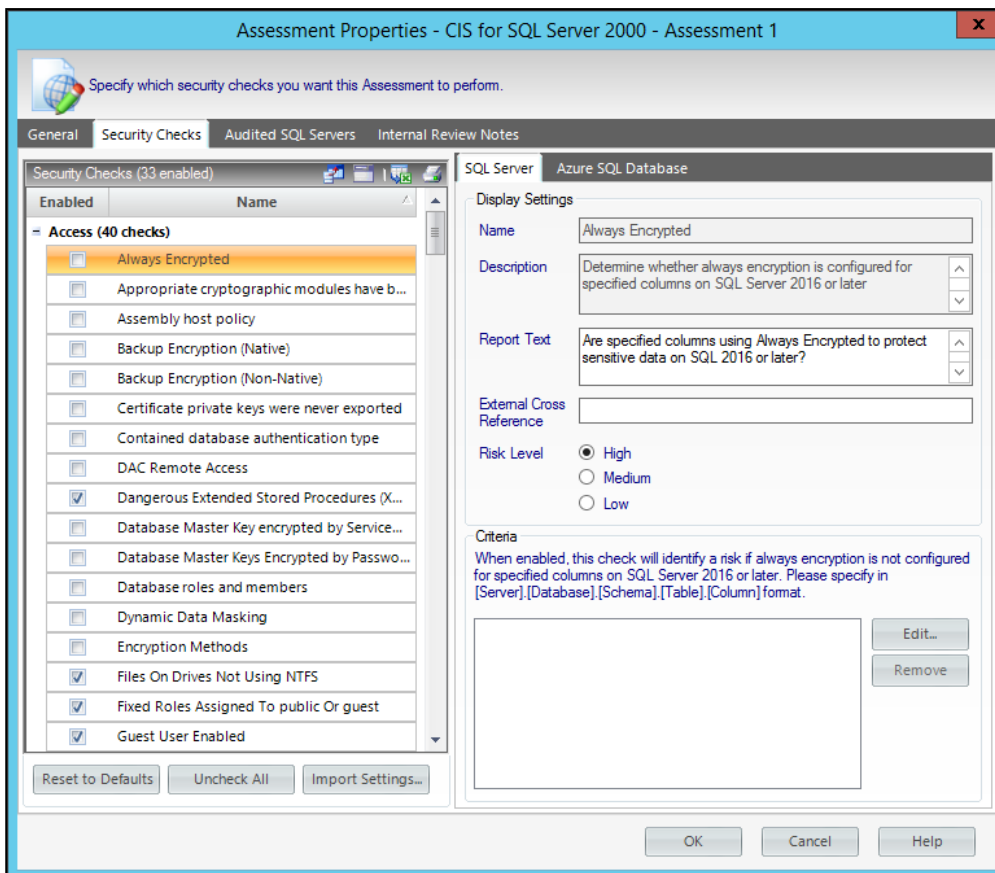 Assessment Properties - CIS for SQL Server 2000 - Assessment 1
x
Specify which security checks you want this Assessment to perform.
General
Security Checks
Audited SQL Servers
Internal Review Notes
Security Checks (33 enabled)
Enabled
Name
Access (40 checks)
Always Encrypted
Appropriate cryptographic modules have b...
Assembly host policy
Backup Encryption (Native)
Backup Encryption (Non-Native)
Certificate private keys were never exported
Contained database authentication type
DAC Remote Access
Dangerous Extended Stored Procedures (X...
Database Master Key encrypted by Service...
Database Master Keys Encrypted by Passwo...
Database roles and members
Dynamic Data Masking
Encryption Methods
Files On Drives Not Using NTFS
Fixed Roles Assigned To public Or guest
Guest User Enabled
Reset to Defaults
Uncheck All
Import Settings...
SQL Server
Azure SQL Database
Display Settings
Name
Always Encrypted
Description
Determine whether always encryption is configured for
specified columns on SQL Server 2016 or later
Report Text
Are specified columns using Always Encrypted to protect
sensitive data on SQL 2016 or later?
External Cross
Reference
Risk Level
High
Medium
Low
Criteria
When enabled, this check will identify a risk if always encryption is not configured
for specified columns on SQL Server 2016 or later. Please specify in
[Server].[Database].[Schema].[Table].[Column] format.
Edit...
Remove
OK
Cancel
Help